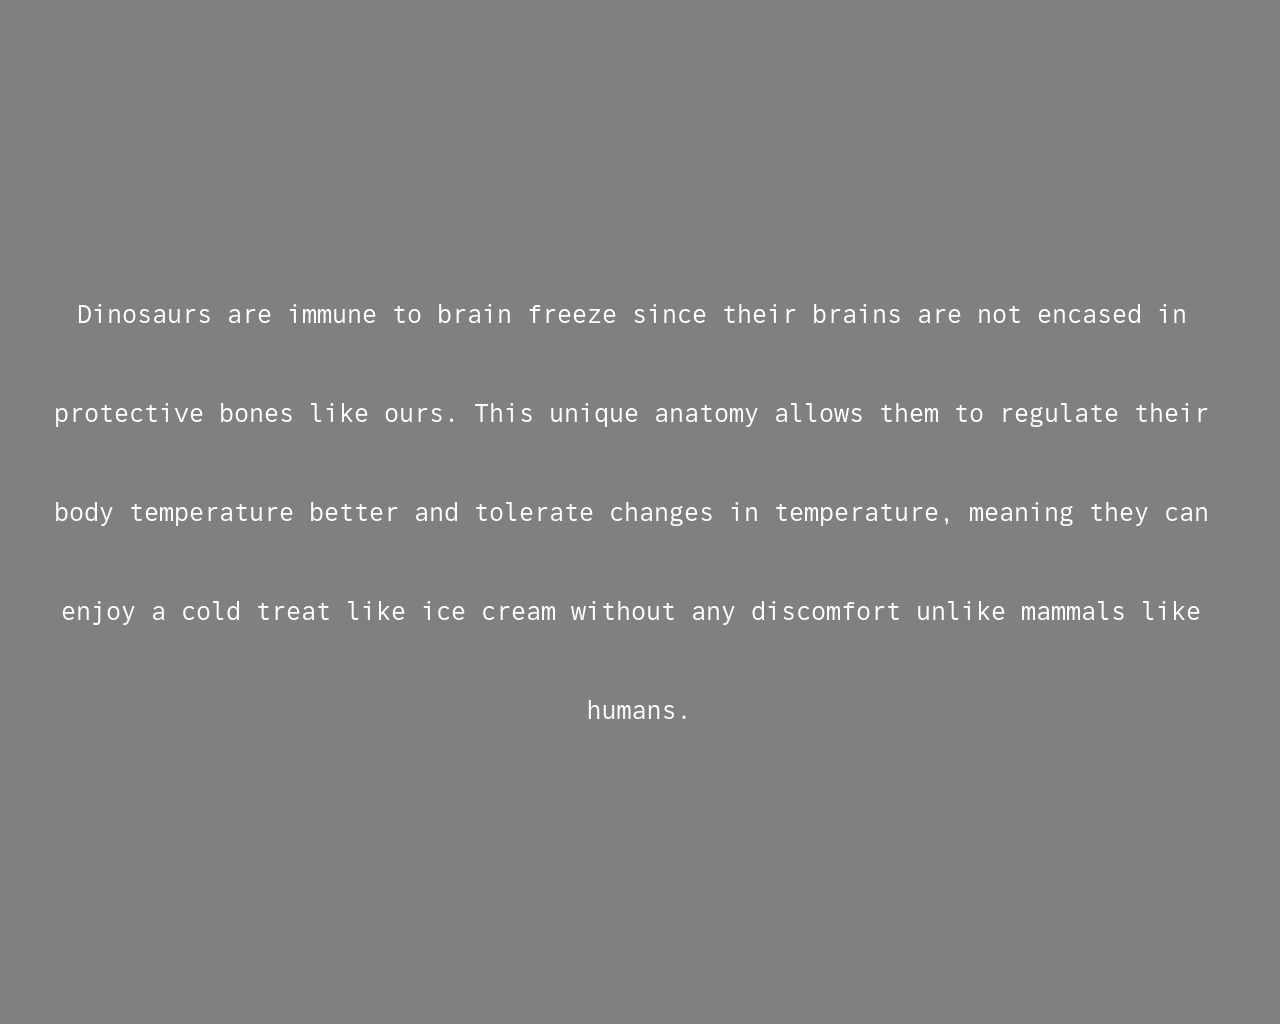 Dinosaurs are immune to brain freeze since their brains are not encased in
protective bones like ours. This unique anatomy allows them to regulate their
body temperature better and tolerate changes in temperature, meaning they can
enjoy a cold treat like ice cream without any discomfort unlike mammals like
humans.